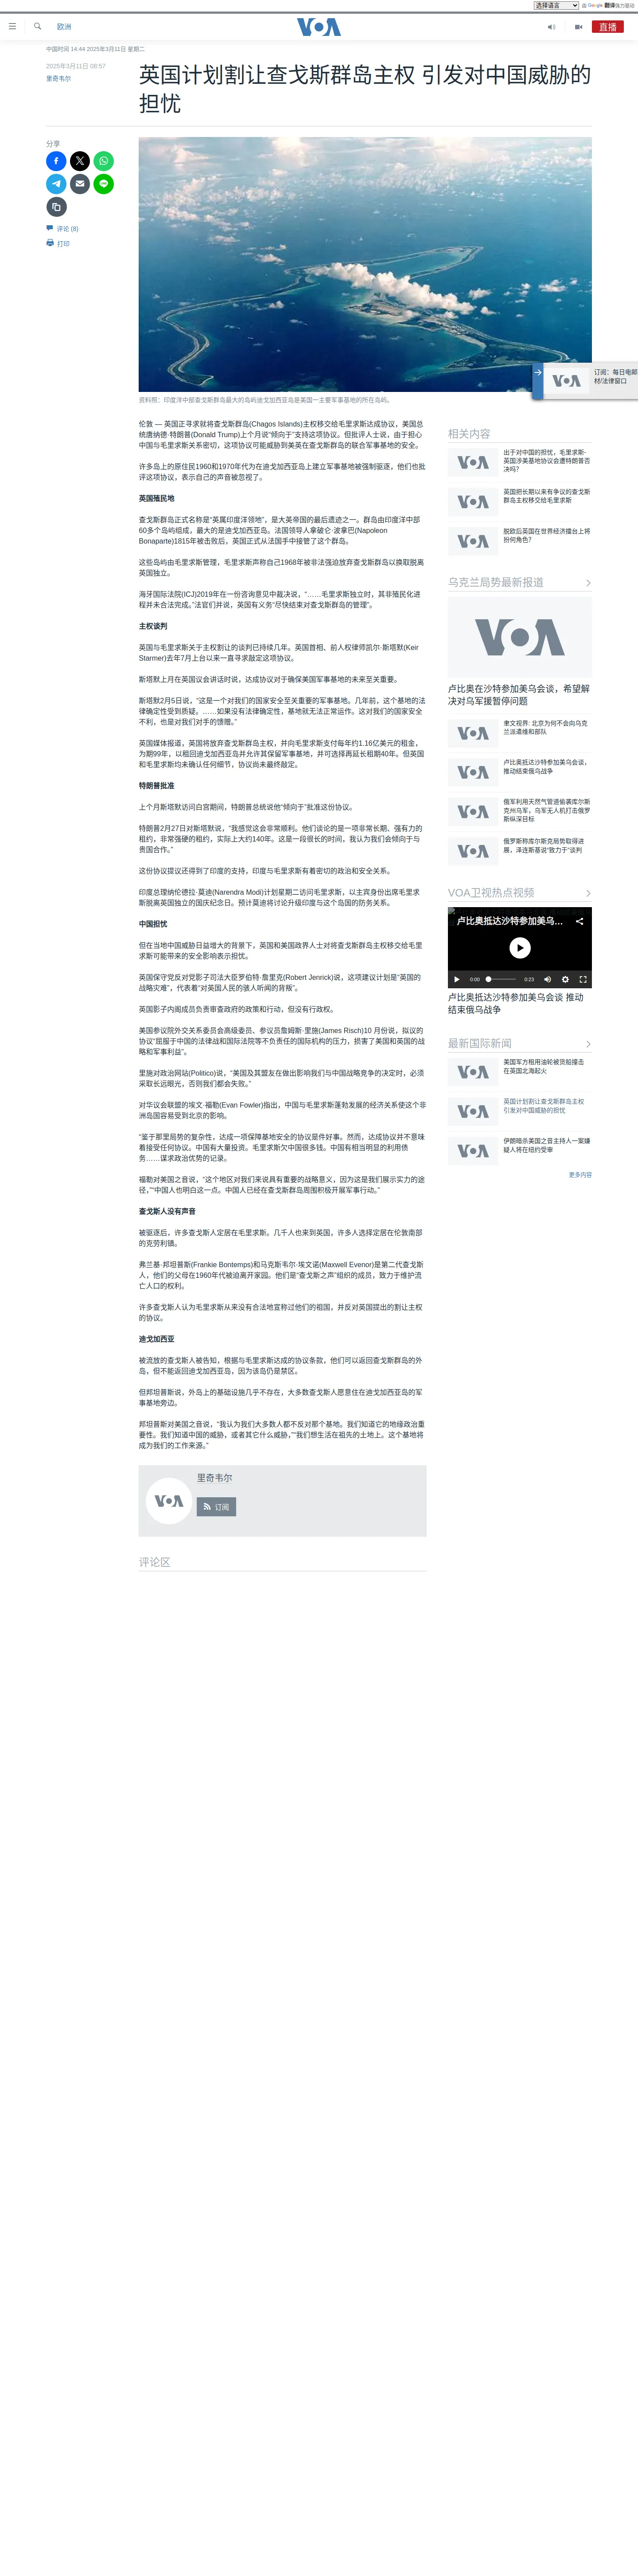 选择语言
由 Google 翻译强力驱动
欧洲
VOA
直播
中国时间 14:44 2025年3月11日 星期二
2025年3月11日 08:57
里奇韦尔
英国计划割让查戈斯群岛主权 引发对中国威胁的
担忧
分享
评论 (8)
打印
资料照：印度洋中部查戈斯群岛最大的岛屿迪戈加西亚岛是美国一主要军事基地的所在岛屿。
订阅：每日电邮
材/法律窗口
伦敦 — 英国正寻求就将查戈斯群岛(Chagos Islands)主权移交给毛里求斯达成协议，美国总
统唐纳德·特朗普(Donald Trump)上个月说“倾向于”支持这项协议。但批评人士说，由于担心
中国与毛里求斯关系密切，这项协议可能威胁到美英在查戈斯群岛的联合军事基地的安全。
许多岛上的原住民1960和1970年代为在迪戈加西亚岛上建立军事基地被强制驱逐，他们也批
评这项协议，表示自己的声音被忽视了。
英国殖民地
查戈斯群岛正式名称是“英属印度洋领地”，是大英帝国的最后遗迹之一。群岛由印度洋中部
60多个岛屿组成，最大的是迪戈加西亚岛。法国领导人拿破仑·波拿巴(Napoleon
Bonaparte)1815年被击败后，英国正式从法国手中接管了这个群岛。
这些岛屿由毛里求斯管理，毛里求斯声称自己1968年被非法强迫放弃查戈斯群岛以换取脱离
英国独立。
海牙国际法院(ICJ)2019年在一份咨询意见中裁决说，“……毛里求斯独立时，其非殖民化进
程并未合法完成。”法官们并说，英国有义务“尽快结束对查戈斯群岛的管理”。
主权谈判
英国与毛里求斯关于主权割让的谈判已持续几年。英国首相、前人权律师凯尔·斯塔默(Keir
Starmer)去年7月上台以来一直寻求敲定这项协议。
斯塔默上月在英国议会讲话时说，达成协议对于确保美国军事基地的未来至关重要。
斯塔默2月5日说，“这是一个对我们的国家安全至关重要的军事基地。几年前，这个基地的法
律确定性受到质疑。……如果没有法律确定性，基地就无法正常运作。这对我们的国家安全
不利，也是对我们对手的馈赠。”
英国媒体报道，英国将放弃查戈斯群岛主权，并向毛里求斯支付每年约1.16亿美元的租金，
为期99年，以租回迪戈加西亚岛并允许其保留军事基地，并可选择再延长租期40年。但英国
和毛里求斯均未确认任何细节，协议尚未最终敲定。
特朗普批准
上个月斯塔默访问白宫期间，特朗普总统说他“倾向于”批准这份协议。
特朗普2月27日对斯塔默说，“我感觉这会非常顺利。他们谈论的是一项非常长期、强有力的
租约，非常强硬的租约，实际上大约140年。这是一段很长的时间，我认为我们会倾向于与
贵国合作。”
这份协议提议还得到了印度的支持，印度与毛里求斯有着密切的政治和安全关系。
印度总理纳伦德拉·莫迪(Narendra Modi)计划星期二访问毛里求斯，以主宾身份出席毛里求
斯脱离英国独立的国庆纪念日。预计莫迪将讨论升级印度与这个岛国的防务关系。
中国担忧
但在当地中国威胁日益增大的背景下，英国和美国政界人士对将查戈斯群岛主权移交给毛里
求斯可能带来的安全影响表示担忧。
英国保守党反对党影子司法大臣罗伯特·詹里克(Robert Jenrick)说，这项建议计划是“英国的
战略灾难”，代表着“对英国人民的骇人听闻的背叛”。
英国影子内阁成员负责审查政府的政策和行动，但没有行政权。
美国参议院外交关系委员会高级委员、参议员詹姆斯·里施(James Risch)10 月份说，拟议的
协议“屈服于中国的法律战和国际法院等不负责任的国际机构的压力，损害了美国和英国的战
略和军事利益”。
里施对政治网站(Politico)说，“美国及其盟友在做出影响我们与中国战略竞争的决定时，必须
采取长远眼光，否则我们都会失败。”
对华议会联盟的埃文·福勒(Evan Fowler)指出，中国与毛里求斯蓬勃发展的经济关系使这个非
洲岛国容易受到北京的影响。
“鉴于那里局势的复杂性，达成一项保障基地安全的协议是件好事。然而，达成协议并不意味
着接受任何协议。中国有大量投资。毛里求斯欠中国很多钱。中国有相当明显的利用债
务……谋求政治优势的记录。
福勒对美国之音说，“这个地区对我们来说具有重要的战略意义，因为这是我们展示实力的途
径，”“中国人也明白这一点。中国人已经在查戈斯群岛周围积极开展军事行动。”
查戈斯人没有声音
被驱逐后，许多查戈斯人定居在毛里求斯。几千人也来到英国，许多人选择定居在伦敦南部
的克劳利镇。
弗兰基·邦坦普斯(Frankie Bontemps)和马克斯韦尔·埃文诺(Maxwell Evenor)是第二代查戈斯
人，他们的父母在1960年代被迫离开家园。他们是“查戈斯之声”组织的成员，致力于维护流
亡人口的权利。
许多查戈斯人认为毛里求斯从来没有合法地宣称过他们的祖国，并反对英国提出的割让主权
的协议。
迪戈加西亚
被流放的查戈斯人被告知，根据与毛里求斯达成的协议条款，他们可以返回查戈斯群岛的外
岛，但不能返回迪戈加西亚岛，因为该岛仍是禁区。
但邦坦普斯说，外岛上的基础设施几乎不存在，大多数查戈斯人愿意住在迪戈加西亚岛的军
事基地旁边。
邦坦普斯对美国之音说，“我认为我们大多数人都不反对那个基地。我们知道它的地缘政治重
要性。我们知道中国的威胁，或者其它什么威胁，”“我们想生活在祖先的土地上。这个基地将
成为我们的工作来源。”
里奇韦尔
订阅
评论区
相关内容
出于对中国的担忧，毛里求斯-
英国涉美基地协议会遭特朗普否
决吗？
英国把长期以来有争议的查戈斯
群岛主权移交给毛里求斯
脱欧后英国在世界经济擂台上将
扮何角色？
乌克兰局势最新报道
卢比奥在沙特参加美乌会谈，希望解
决对乌军援暂停问题
聿文视界: 北京为何不会向乌克
兰派遣维和部队
卢比奥抵达沙特参加美乌会谈，
推动结束俄乌战争
俄军利用天然气管道偷袭库尔斯
克州乌军，乌军无人机打击俄罗
斯纵深目标
俄罗斯称库尔斯克局势取得进
展，泽连斯基说“致力于”谈判
VOA卫视热点视频
卢比奥抵达沙特参加美乌...
0:00
0:23
卢比奥抵达沙特参加美乌会谈 推动
结束俄乌战争
最新国际新闻
美国军方租用油轮被货船撞击
在英国北海起火
英国计划割让查戈斯群岛主权
引发对中国威胁的担忧
伊朗暗杀美国之音主持人一案嫌
疑人将在纽约受审
更多内容